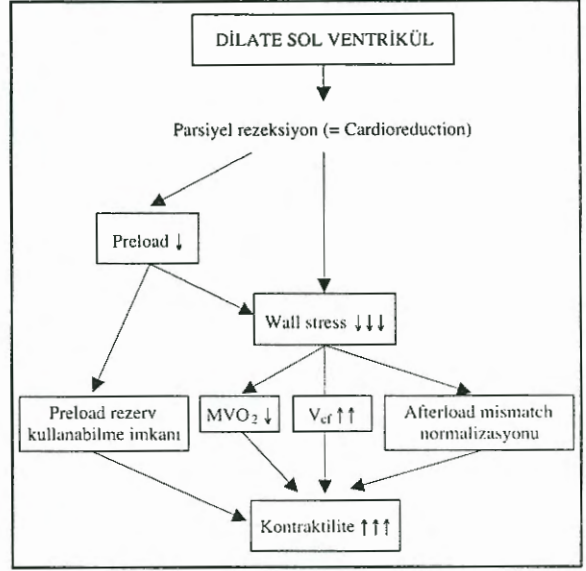 DİLATE SOL VENTRİKÜL
Parsiyel rezeksiyon (= Cardioreduction)
Preload ↓
Wall stress ↓↓↓
Preload rezerv
kullanabilme imkanı
MVO₂ ↓
V_cf ↑↑
Afterload mismatch
normalizasyonu
Kontraktilite ↑↑↑